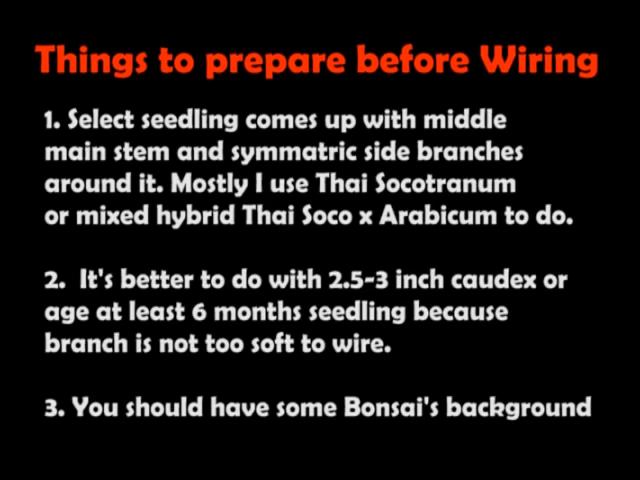 Things to prepare before Wiring
1. Select seedling comes up with middle
main stem and symmatric side branches
around it. Mostly I use Thai Socotranum
or mixed hybrid Thai Soco x Arabicum to do.
2. It's better to do with 2.5-3 inch caudex or
age at least 6 months seedling because
branch is not too soft to wire.
3. You should have some Bonsai's background